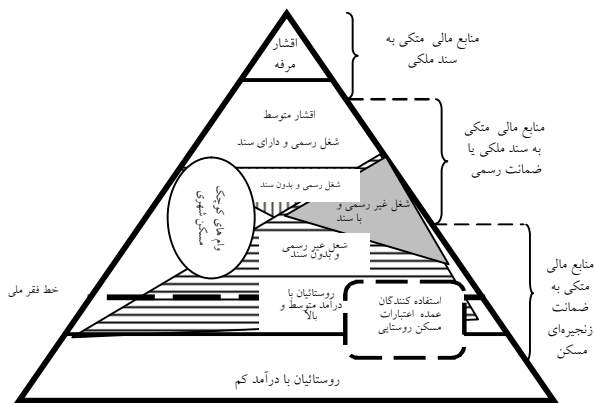 اقشار
مرفه
منابع مالی متکی به
سند ملکی
اقشار متوسط
شغل رسمی و دارای سند
منابع مالی متکی
به سند ملکی یا
ضمانت رسمی
شغل رسمی و بدون سند
وام های کوچک
مسکن شهری
شغل غیر رسمی و
با سند
شغل غیر رسمی
و بدون سند
منابع مالی
متکی به
ضمانت
زنجیره‌ای
مسکن
خط فقر ملی
روستائیان با
درآمد متوسط و
بالا
استفاده کنندگان
عمده اعتبارات
مسکن روستایی
روستائیان با درآمد کم